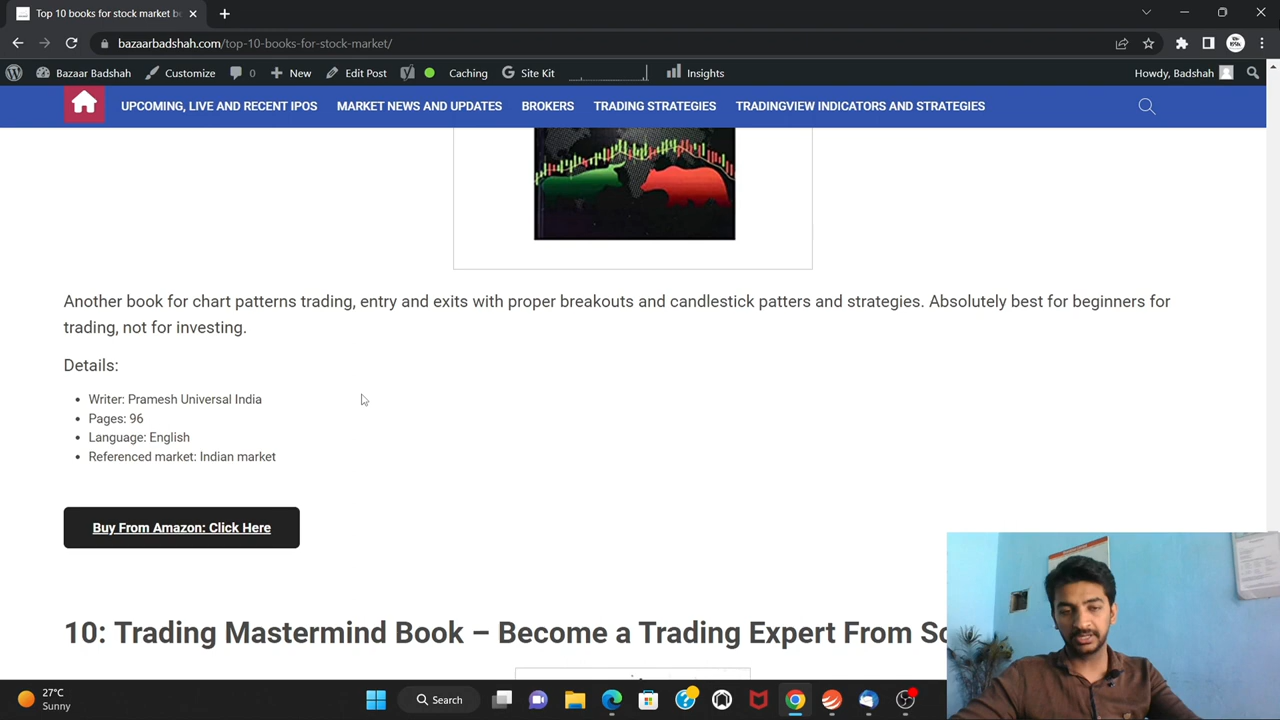 Top 10 books for stock market b
bazaarbadshah.com/top-10-books-for-stock-market/
Bazaar Badshah Customize 0 New Edit Post Caching Site Kit Insights Howdy, Badshah
UPCOMING, LIVE AND RECENT IPOS MARKET NEWS AND UPDATES BROKERS TRADING STRATEGIES TRADINGVIEW INDICATORS AND STRATEGIES
Another book for chart patterns trading, entry and exits with proper breakouts and candlestick patters and strategies. Absolutely best for beginners for
trading, not for investing.
Details:
Writer: Pramesh Universal India
Pages: 96
Language: English
Referenced market: Indian market
Buy From Amazon: Click Here
10: Trading Mastermind Book – Become a Trading Expert From Sc
27°C
Sunny
Search